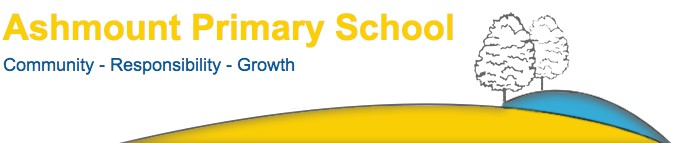 Ashmount Primary School
Community - Responsibility - Growth